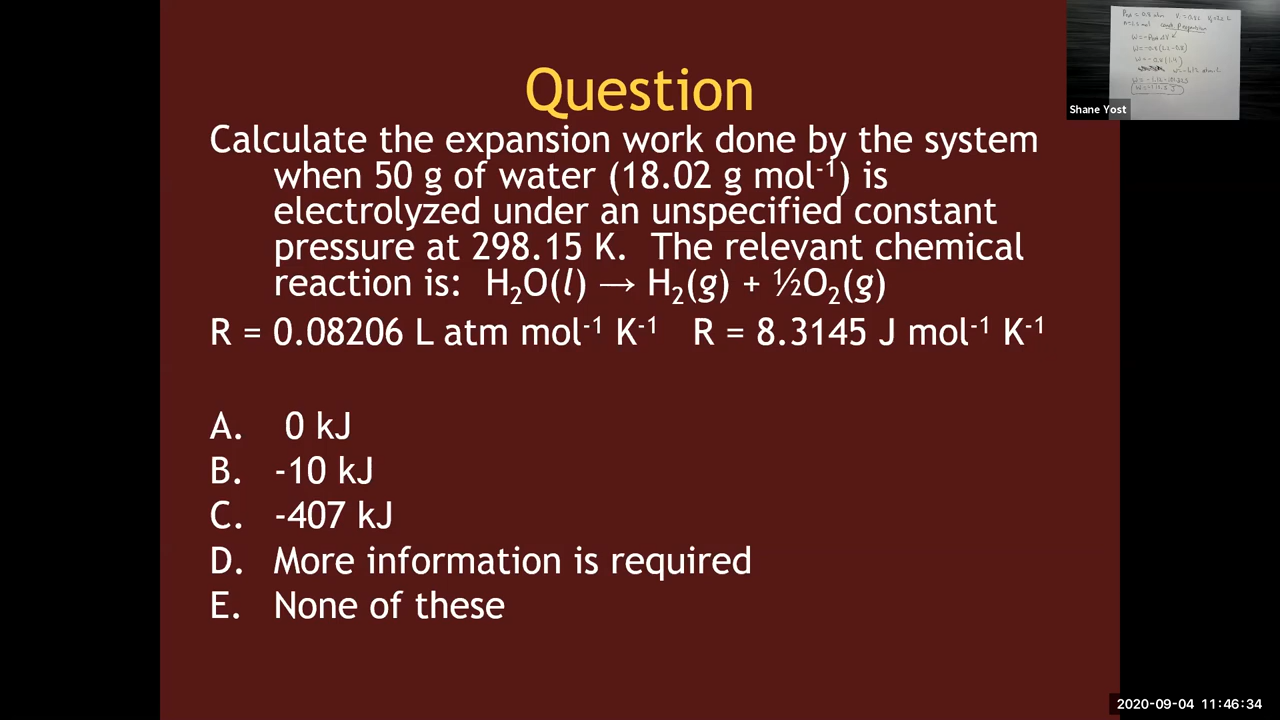 Question
Calculate the expansion work done by the system
when 50 g of water (18.02 g mol⁻¹) is
electrolyzed under an unspecified constant
pressure at 298.15 K. The relevant chemical
reaction is: H₂O(l) → H₂(g) + ½O₂(g)
R = 0.08206 L atm mol⁻¹ K⁻¹ R = 8.3145 J mol⁻¹ K⁻¹
A. 0 kJ
B. -10 kJ
C. -407 kJ
D. More information is required
E. None of these
const P expansion
Shane Yost
2020-09-04 11:46:34